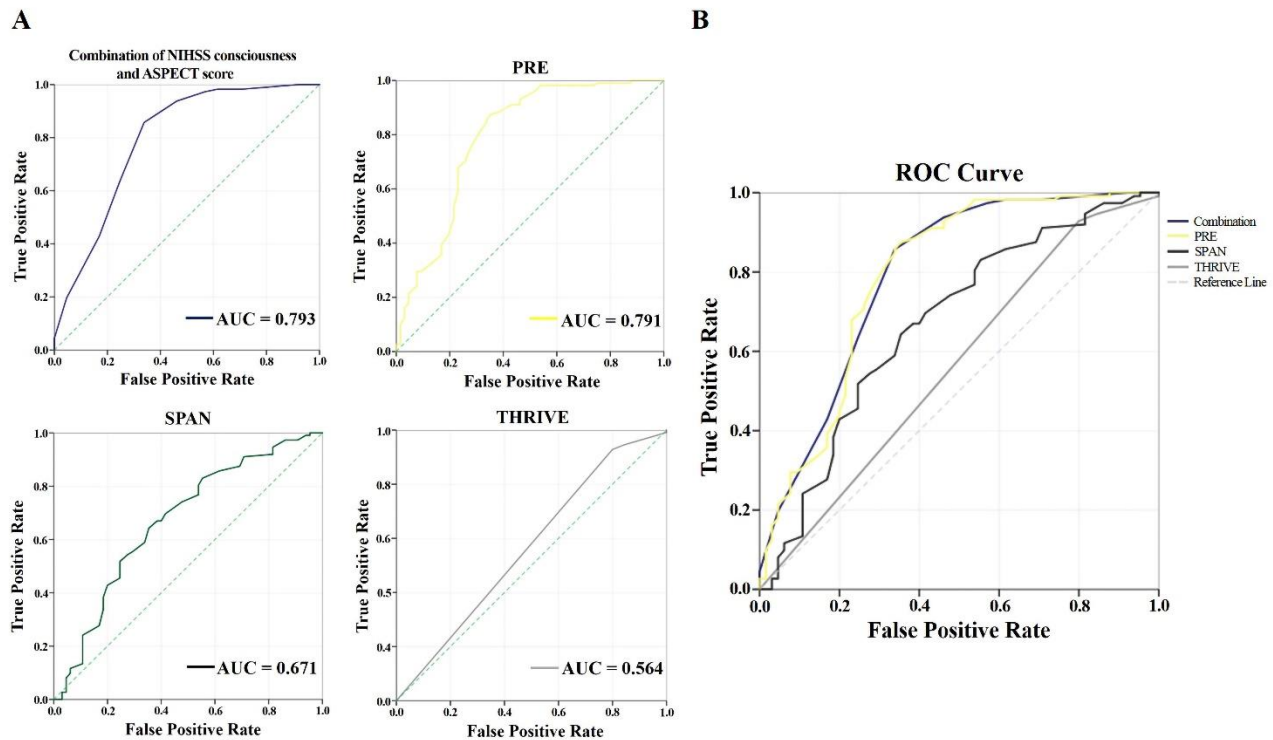 A
B
Combination of NIHSS consciousness
and ASPECT score
1.0
0.8
0.6
0.4
0.2
0.0
True Positive Rate
AUC = 0.793
0.0 0.2 0.4 0.6 0.8 1.0
False Positive Rate
PRE
1.0
0.8
0.6
0.4
0.2
0.0
True Positive Rate
AUC = 0.791
0.0 0.2 0.4 0.6 0.8 1.0
False Positive Rate
SPAN
1.0
0.8
0.6
0.4
0.2
0.0
True Positive Rate
AUC = 0.671
0.0 0.2 0.4 0.6 0.8 1.0
False Positive Rate
THRIVE
1.0
0.8
0.6
0.5
0.4
0.0
True Positive Rate
AUC = 0.564
0.0 0.2 0.4 0.6 0.8 1.0
False Positive Rate
ROC Curve
1.0
0.8
0.6
0.4
0.2
0.0
True Positive Rate
0.0 0.2 0.4 0.6 0.8 1.0
False Positive Rate
Combination
PRE
SPAN
THRIVE
Reference Line